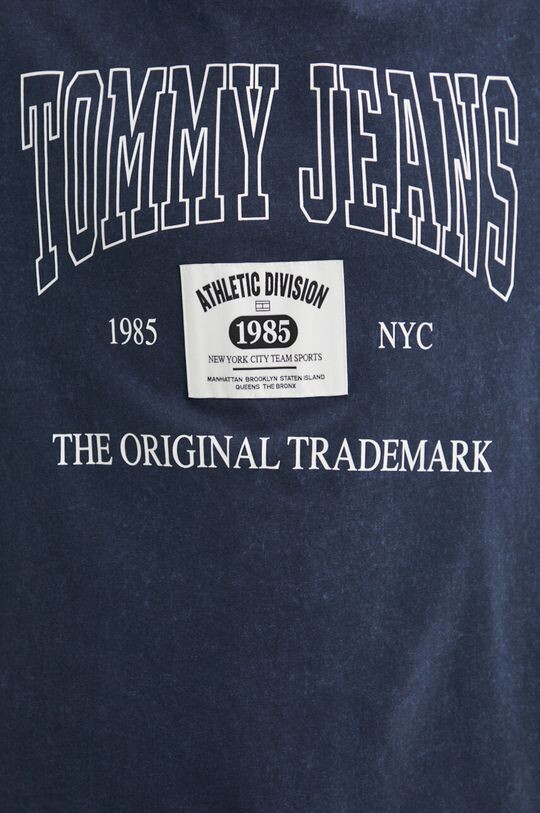 TOMMY JEANS
ATHLETIC DIVISION
1985 1985 NYC
NEW YORK CITY TEAM SPORTS
MANHATTAN BROOKLYN STATEN ISLAND
QUEENS THE BRONX
THE ORIGINAL TRADEMARK